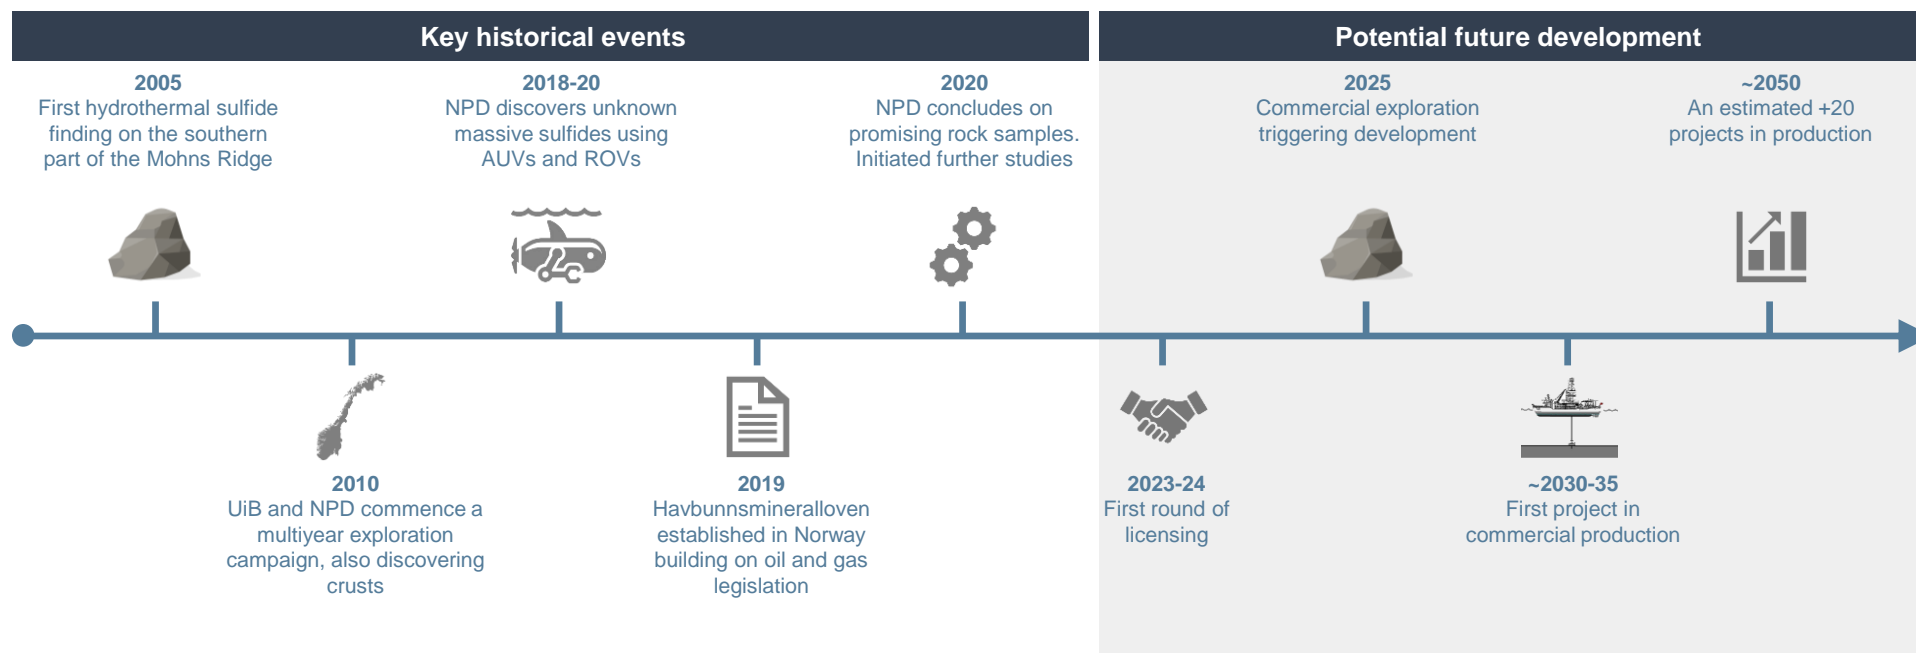 Key historical events
Potential future development
2005
First hydrothermal sulfide
finding on the southern
part of the Mohns Ridge
2018-20
NPD discovers unknown
massive sulfides using
AUVs and ROVs
2020
NPD concludes on
promising rock samples.
Initiated further studies
2025
Commercial exploration
triggering development
~2050
An estimated +20
projects in production
2010
UiB and NPD commence a
multiyear exploration
campaign, also discovering
crusts
2019
Havbunnsmineralloven
established in Norway
building on oil and gas
legislation
2023-24
First round of
licensing
~2030-35
First project in
commercial production